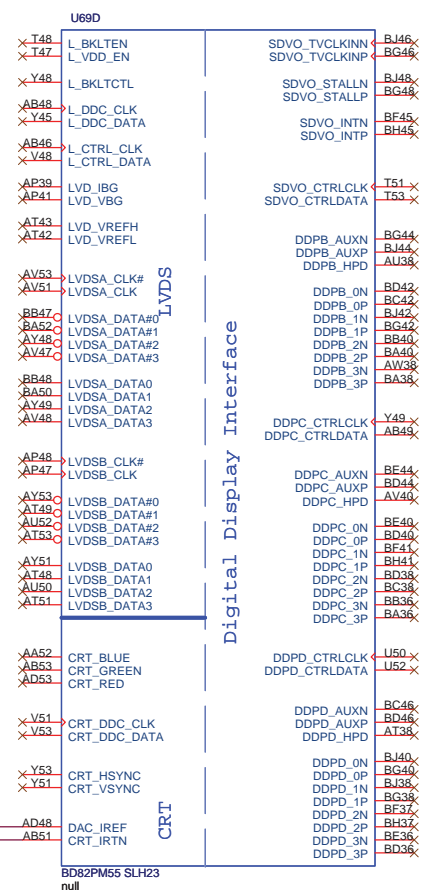 U69D
T48 L_BKLTEN
T47 L_VDD_EN
Y48 L_BKLTCTL
AB48 L_DDC_CLK
Y45 L_DDC_DATA
AB46 L_CTRL_CLK
V48 L_CTRL_DATA
AP39 LVD_IBG
AP41 LVD_VBG
AT43 LVD_VREFH
AT42 LVD_VREFL
AV53 LVDSA_CLK#
AV51 LVDSA_CLK
BB47 LVDSA_DATA#0
BA52 LVDSA_DATA#1
AY48 LVDSA_DATA#2
AV47 LVDSA_DATA#3
BB48 LVDSA_DATA0
BA50 LVDSA_DATA1
AY49 LVDSA_DATA2
AV48 LVDSA_DATA3
AP48 LVDSB_CLK#
AP47 LVDSB_CLK
AY53 LVDSB_DATA#0
AT49 LVDSB_DATA#1
AU52 LVDSB_DATA#2
AT53 LVDSB_DATA#3
AY51 LVDSB_DATA0
AT48 LVDSB_DATA1
AU50 LVDSB_DATA2
AT51 LVDSB_DATA3
AA52 CRT_BLUE
AB53 CRT_GREEN
AD53 CRT_RED
V51 CRT_DDC_CLK
V53 CRT_DDC_DATA
Y53 CRT_HSYNC
Y51 CRT_VSYNC
AD48 DAC_IREF
AB51 CRT_IRTN
LVDS
CRT
Digital Display Interface
SDVO_TVCLKINN BJ46
SDVO_TVCLKINP BG46
SDVO_STALLN BJ48
SDVO_STALLP BG48
SDVO_INTN BF45
SDVO_INTP BH45
SDVO_CTRLCLK T51
SDVO_CTRLDATA T53
DDPB_AUXN BG44
DDPB_AUXP BJ44
DDPB_HPD AU38
DDPB_0N BD42
DDPB_0P BC42
DDPB_1N BJ42
DDPB_1P BG42
DDPB_2N BB40
DDPB_2P BA40
DDPB_3N AW38
DDPB_3P BA38
DDPC_CTRLCLK Y49
DDPC_CTRLDATA AB49
DDPC_AUXN BE44
DDPC_AUXP BD44
DDPC_HPD AV40
DDPC_0N BE40
DDPC_0P BD40
DDPC_1N BF41
DDPC_1P BH41
DDPC_2N BD38
DDPC_2P BC38
DDPC_3N BB36
DDPC_3P BA36
DDPD_CTRLCLK U50
DDPD_CTRLDATA U52
DDPD_AUXN BC46
DDPD_AUXP BD46
DDPD_HPD AT38
DDPD_0N BJ40
DDPD_0P BG40
DDPD_1N BJ38
DDPD_1P BG38
DDPD_2N BF37
DDPD_2P BH37
DDPD_3N BE36
DDPD_3P BD36
BD82PM55 SLH23
null